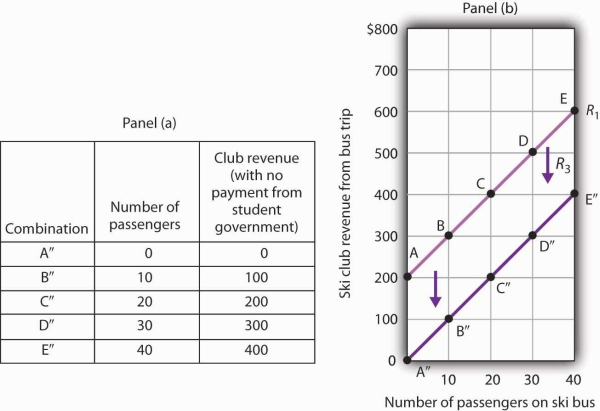 Panel (a)
Combination
Number of
passengers
Club revenue
(with no
payment from
student
government)
A″ 0 0
B″ 10 100
C″ 20 200
D″ 30 300
E″ 40 400
Panel (b)
Ski club revenue from bus trip
$800
700
600
500
400
300
200
100
0
E R1
D
R3
C
E″
B
D″
A
C″
B″
A″
10 20 30 40
Number of passengers on ski bus